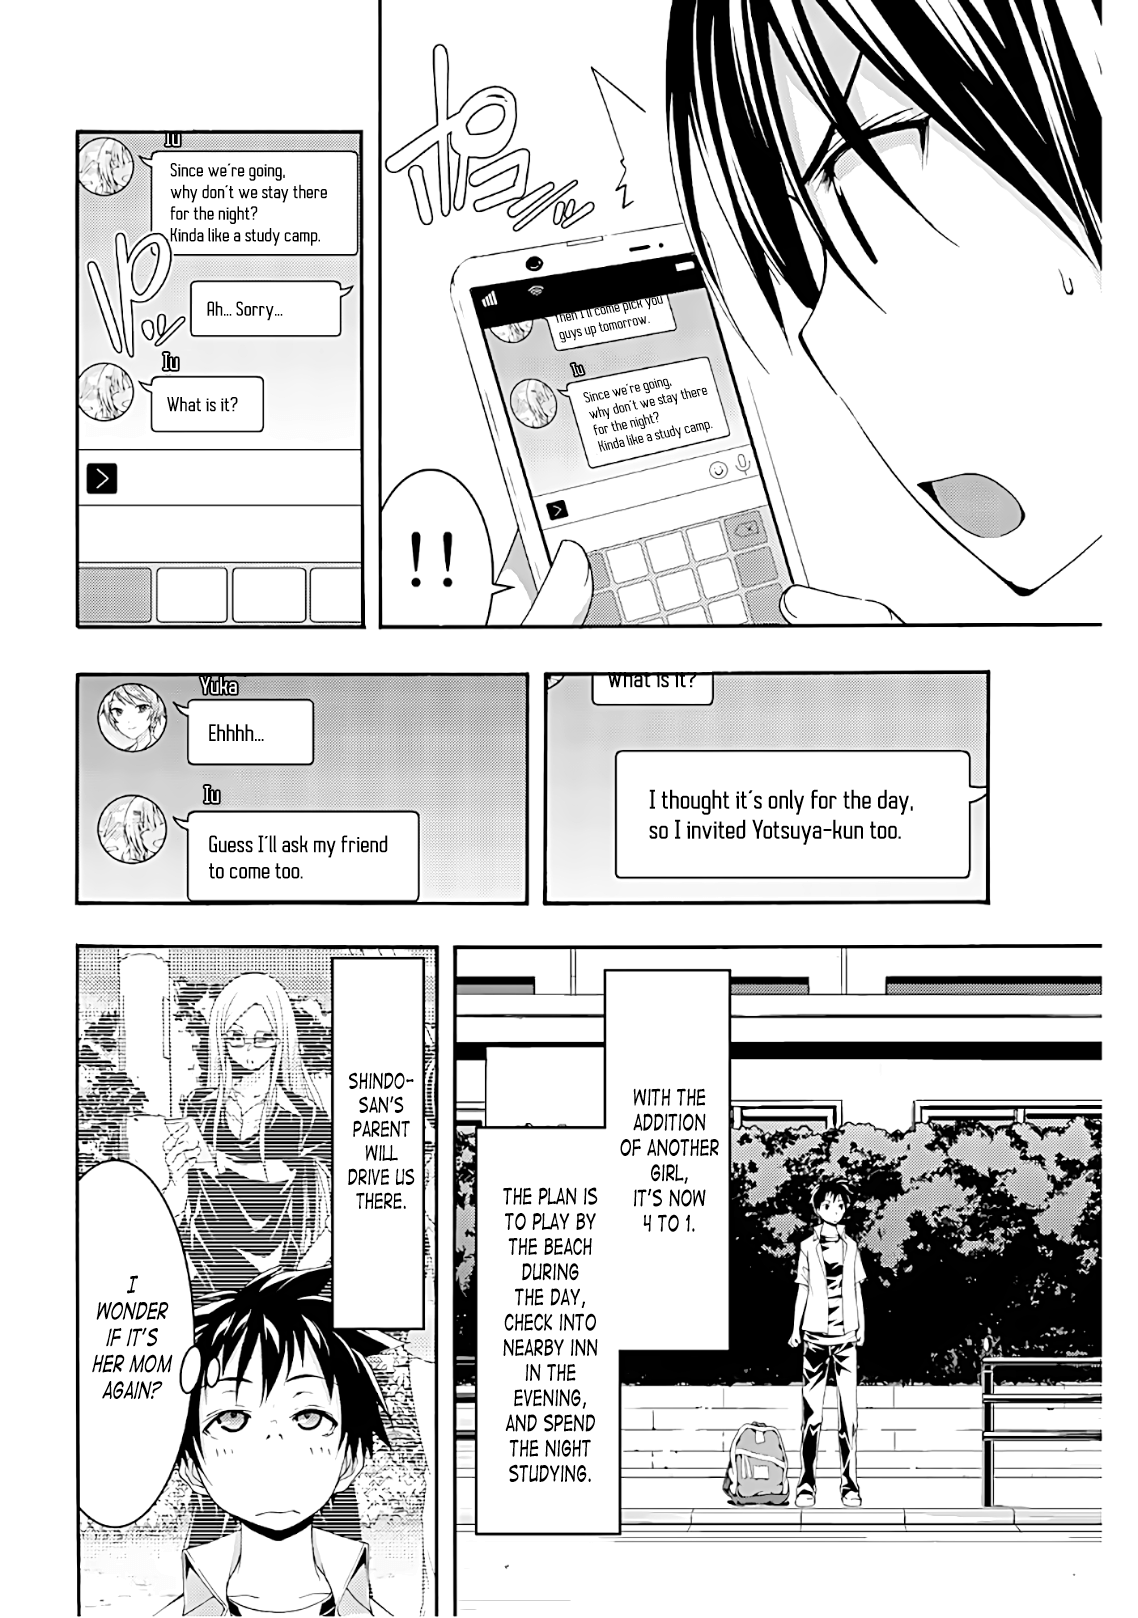 ポコッ
Then I'll come pick you
guys up tomorrow.
Iu
Since we're going,
why don't we stay there
for the night?
Kinda like a study camp.
!!
Iu
Since we're going,
why don't we stay there
for the night?
Kinda like a study camp.
Ah... Sorry...
Iu
What is it?
What is it?
I thought it's only for the day,
so I invited Yotsuya-kun too.
Yuka
Ehhhh...
Iu
Guess I'll ask my friend
to come too.
WITH THE
ADDITION
OF ANOTHER
GIRL,
IT'S NOW
4 TO 1.
THE PLAN IS
TO PLAY BY
THE BEACH
DURING
THE DAY,
CHECK INTO
NEARBY INN
IN THE
EVENING,
AND SPEND
THE NIGHT
STUDYING.
SHINDO-
SAN'S
PARENT
WILL
DRIVE US
THERE.
I
WONDER
IF IT'S
HER MOM
AGAIN?